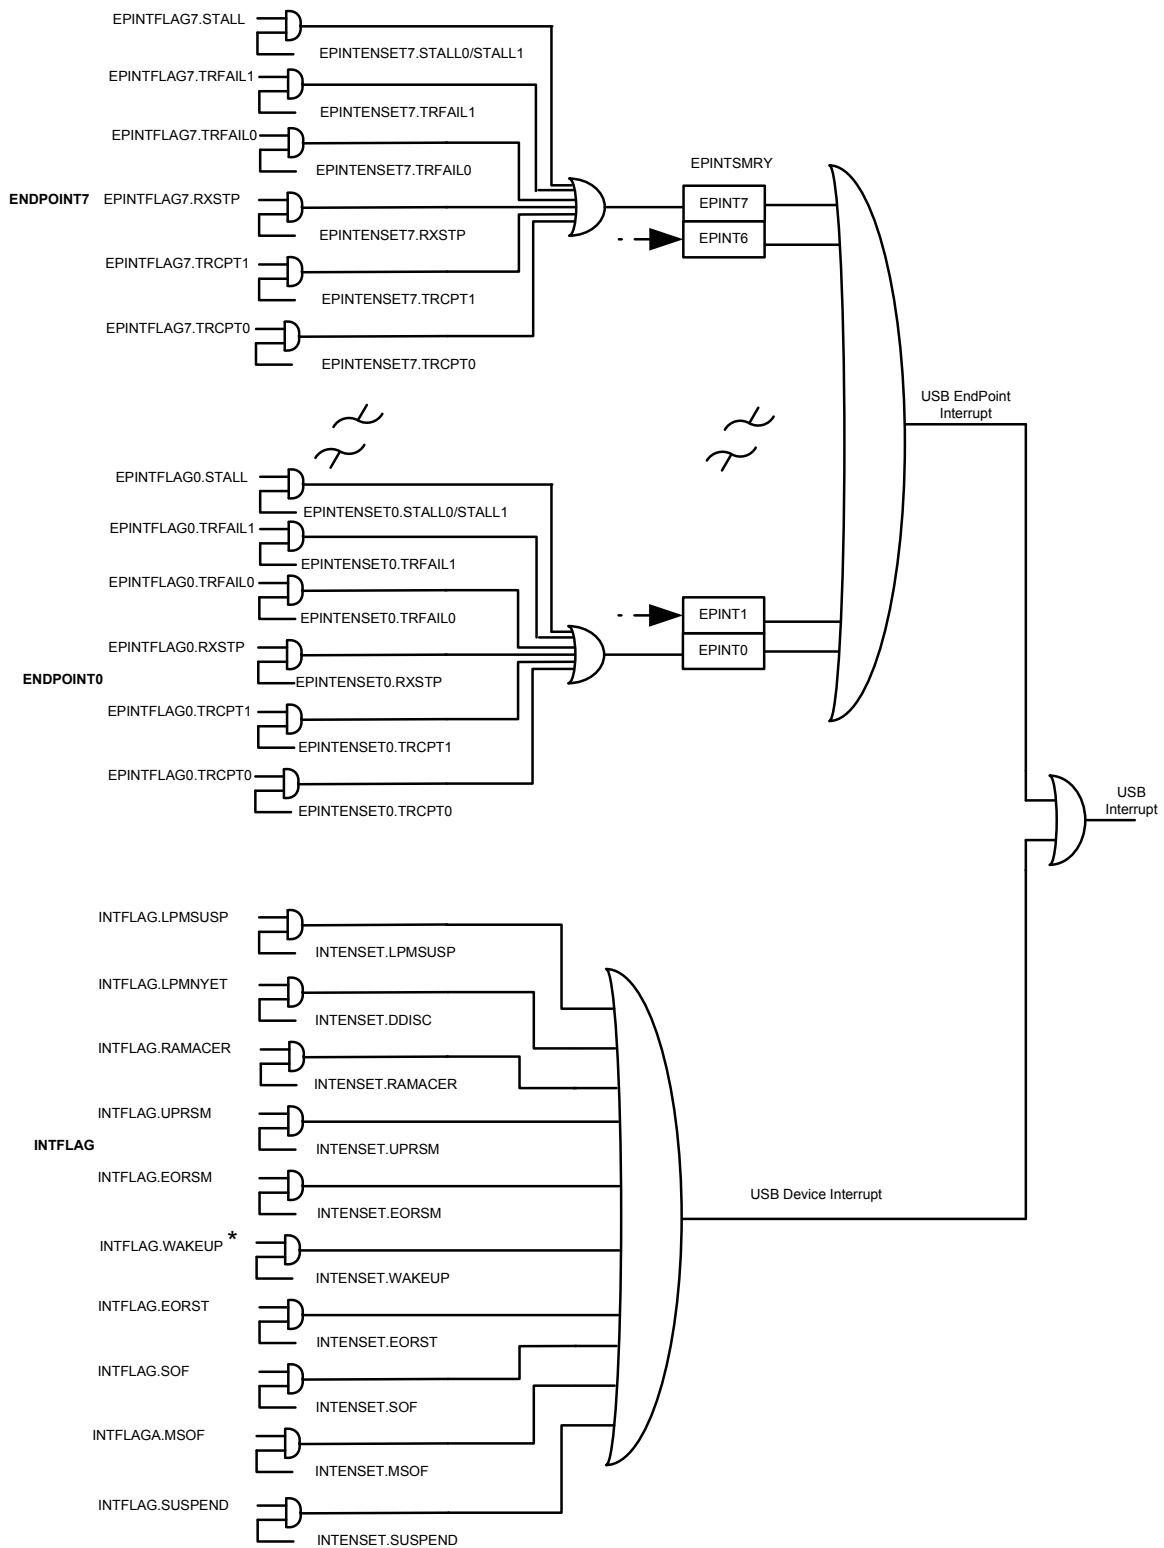 EPINTFLAG7.STALL
EPINTENSET7.STALL0/STALL1
EPINTFLAG7.TRFAIL1
EPINTENSET7.TRFAIL1
EPINTFLAG7.TRFAIL0
EPINTENSET7.TRFAIL0
ENDPOINT7
EPINTFLAG7.RXSTP
EPINTENSET7.RXSTP
EPINTFLAG7.TRCPT1
EPINTENSET7.TRCPT1
EPINTFLAG7.TRCPT0
EPINTENSET7.TRCPT0
EPINTSMRY
EPINT7
EPINT6
USB EndPoint
Interrupt
EPINTFLAG0.STALL
EPINTENSET0.STALL0/STALL1
EPINTFLAG0.TRFAIL1
EPINTENSET0.TRFAIL1
EPINTFLAG0.TRFAIL0
EPINTENSET0.TRFAIL0
EPINTFLAG0.RXSTP
ENDPOINT0
EPINTENSET0.RXSTP
EPINTFLAG0.TRCPT1
EPINTENSET0.TRCPT1
EPINTFLAG0.TRCPT0
EPINTENSET0.TRCPT0
EPINT1
EPINT0
USB
Interrupt
INTFLAG.LPMSUSP
INTENSET.LPMSUSP
INTFLAG.LPMNYET
INTENSET.DDISC
INTFLAG.RAMACER
INTENSET.RAMACER
INTFLAG.UPRSM
INTFLAG
INTENSET.UPRSM
INTFLAG.EORSM
INTENSET.EORSM
INTFLAG.WAKEUP *
INTENSET.WAKEUP
INTFLAG.EORST
INTENSET.EORST
INTFLAG.SOF
INTENSET.SOF
INTFLAGA.MSOF
INTENSET.MSOF
INTFLAG.SUSPEND
INTENSET.SUSPEND
USB Device Interrupt